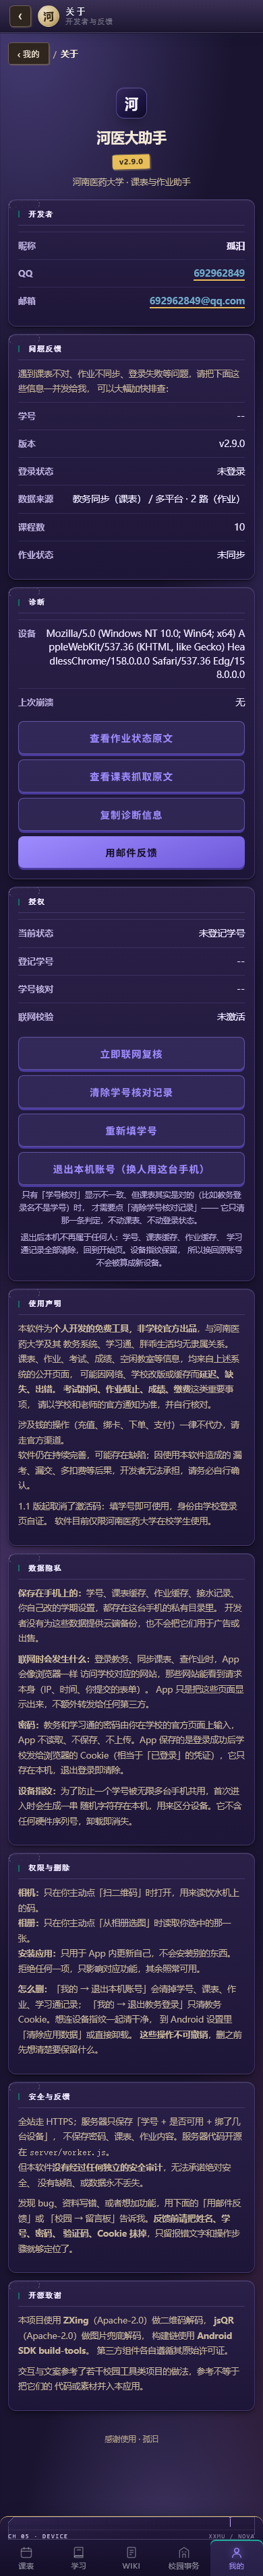 ‹
河
关于
开发者与反馈
‹ 我的 / 关于
河
河医大助手
v2.9.0
河南医药大学 · 课表与作业助手
开发者
昵称 孤汨
QQ 692962849
邮箱 692962849@qq.com
问题反馈
遇到课表不对、作业不同步、登录失败等问题，请把下面这
些信息一并发给我， 可以大幅加快排查：
学号 --
版本 v2.9.0
登录状态 未登录
数据来源 教务同步（课表） / 多平台 · 2 路（作业）
课程数 10
作业状态 未同步
诊断
设备 Mozilla/5.0 (Windows NT 10.0; Win64; x64) A
ppleWebKit/537.36 (KHTML, like Gecko) Hea
dlessChrome/158.0.0.0 Safari/537.36 Edg/15
8.0.0.0
上次崩溃 无
查看作业状态原文
查看课表抓取原文
复制诊断信息
用邮件反馈
授权
当前状态 未登记学号
登记学号 --
学号核对 --
联网校验 未激活
立即联网复核
清除学号核对记录
重新填学号
退出本机账号（换人用这台手机）
只有「学号核对」显示不一致、但课表其实是对的（比如教务登
录名不是学号）时， 才需要点「清除学号核对记录」—— 它只清
那一条判定，不动课表、不动登录状态。
退出后本机不再属于任何人：学号、课表缓存、作业缓存、 学习
通记录全部清除，回到开始页。设备指纹保留， 所以换回原账号
不会被算成新设备。
使用声明
本软件为个人开发的免费工具，非学校官方出品，与河南医
药大学及其 教务系统、学习通、胖乖生活均无隶属关系。
课表、作业、考试、成绩、空闲教室等信息，均来自上述系
统的公开页面， 可能因网络、学校改版或缓存而延迟、缺
失、出错。 考试时间、作业截止、成绩、缴费这类重要事
项， 请以学校和老师的官方通知为准，并自行核对。
涉及钱的操作（充值、绑卡、下单、支付）一律不代办，请
走官方渠道。
软件仍在持续完善，可能存在缺陷；因使用本软件造成的 漏
考、漏交、多扣费等后果，开发者无法承担，请务必自行确
认。
1.1 版起取消了激活码：填学号即可使用，身份由学校登录
页自证。 软件目前仅限河南医药大学在校学生使用。
数据隐私
保存在手机上的：学号、课表缓存、作业缓存、接水记录、
你自己改的学期设置，都存在这台手机的私有目录里。 开发
者没有为这些数据提供云端备份，也不会把它们用于广告或
出售。
联网时会发生什么：登录教务、同步课表、查作业时，App
会像浏览器一样 访问学校对应的网站，那些网站能看到请求
本身（IP、时间、你提交的表单）。 App 只是把这些页面显
示出来，不额外转发给任何第三方。
密码：教务和学习通的密码由你在学校的官方页面上输入，
App 不读取、不保存、不上传。App 保存的是登录成功后学
校发给浏览器的 Cookie（相当于「已登录」的凭证），它只
存在本机，退出登录即清除。
设备指纹：为了防止一个学号被无限多台手机共用，首次进
入时会生成一串 随机字符存在本机，用来区分设备。它不含
任何硬件序列号，卸载即消失。
权限与删除
相机：只在你主动点「扫二维码」时打开，用来读饮水机上
的码。
相册：只在你主动点「从相册选图」时读取你选中的那一
张。
安装应用：只用于 App 内更新自己，不会安装别的东西。
拒绝任何一项，只影响对应功能，其余照常可用。
怎么删：「我的 → 退出本机账号」会清掉学号、课表、作
业、学习通记录； 「我的 → 退出教务登录」只清教务
Cookie。想连设备指纹一起清干净， 到 Android 设置里
「清除应用数据」或直接卸载。 这些操作不可撤销，删之前
先想清楚要保留什么。
安全与反馈
全站走 HTTPS；服务器只保存「学号 + 是否可用 + 绑了几
台设备」， 不保存密码、课表、作业内容。服务器代码开源
在 server/worker.js。
但本软件没有经过任何独立的安全审计，无法承诺绝对安
全、 没有缺陷、或数据永不丢失。
发现 bug、资料写错、或者想加功能，用下面的「用邮件反
馈」或 「校园 → 留言板」告诉我。反馈前请把姓名、学
号、密码、 验证码、Cookie 抹掉，只留报错文字和操作步
骤就够定位了。
开源致谢
本项目使用 ZXing（Apache-2.0）做二维码解码， jsQR
（Apache-2.0）做图片兜底解码， 构建链使用 Android
SDK build-tools。 第三方组件各自遵循其原始许可证。
交互与文案参考了若干校园工具类项目的做法，参考不等于
把它们的 代码或素材并入本应用。
感谢使用 · 孤汨
EH #5 · DEVICE XXMU / NOVA
课表 学习 WIKI 校园事务 我的